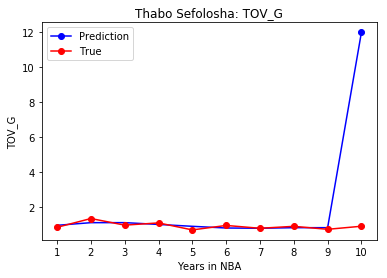 Thabo Sefolosha: TOV_G
Prediction
True
12
10
8
6
4
2
TOV_G
1 2 3 4 5 6 7 8 9 10
Years in NBA